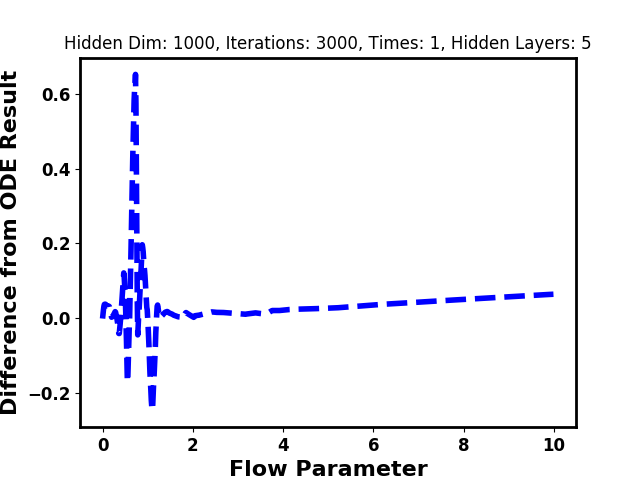 Hidden Dim: 1000, Iterations: 3000, Times: 1, Hidden Layers: 5
Difference from ODE Result
0.6
0.4
0.2
0.0
−0.2
0 2 4 6 8 10
Flow Parameter